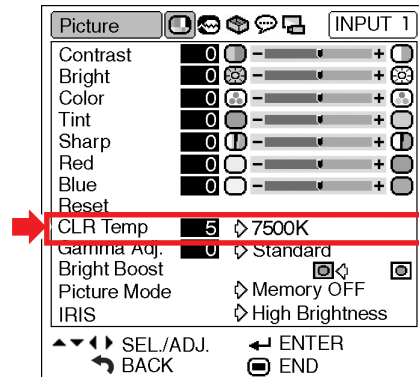 Picture INPUT 1
Contrast 0 - +
Bright 0 - +
Color 0 - +
Tint 0 - +
Sharp 0 - +
Red 0 - +
Blue 0 - +
Reset
CLR Temp 5 7500K
Gamma Adj. 0 Standard
Bright Boost
Picture Mode Memory OFF
IRIS High Brightness
SEL./ADJ. ENTER
BACK END